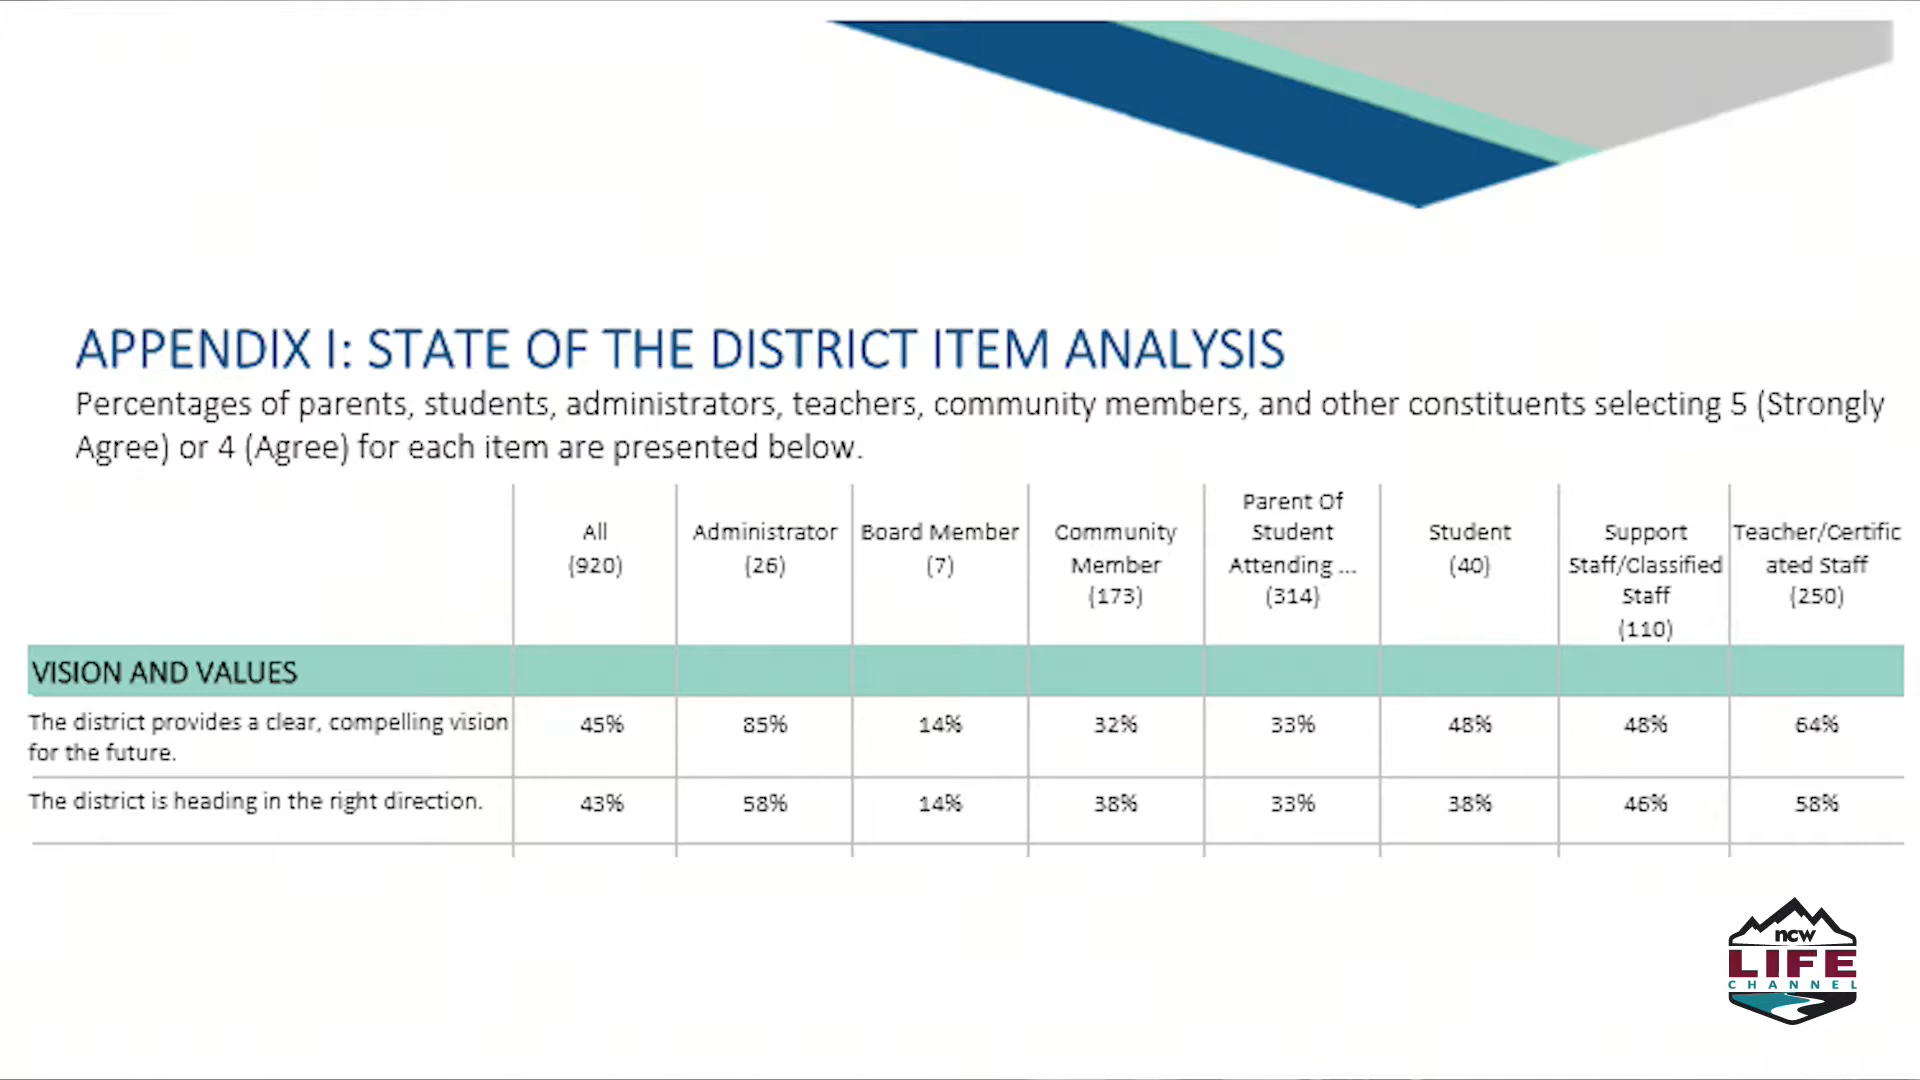 APPENDIX I: STATE OF THE DISTRICT ITEM ANALYSIS
Percentages of parents, students, administrators, teachers, community members, and other constituents selecting 5 (Strongly
Agree) or 4 (Agree) for each item are presented below.
All
(920)
Administrator
(26)
Board Member
(7)
Community
Member
(173)
Parent Of
Student
Attending ...
(314)
Student
(40)
Support
Staff/Classified
Staff
(110)
Teacher/Certific
ated Staff
(250)
VISION AND VALUES
The district provides a clear, compelling vision
for the future.
45% 85% 14% 32% 33% 48% 48% 64%
The district is heading in the right direction. 43% 58% 14% 38% 33% 38% 46% 58%
ncw
LIFE
CHANNEL